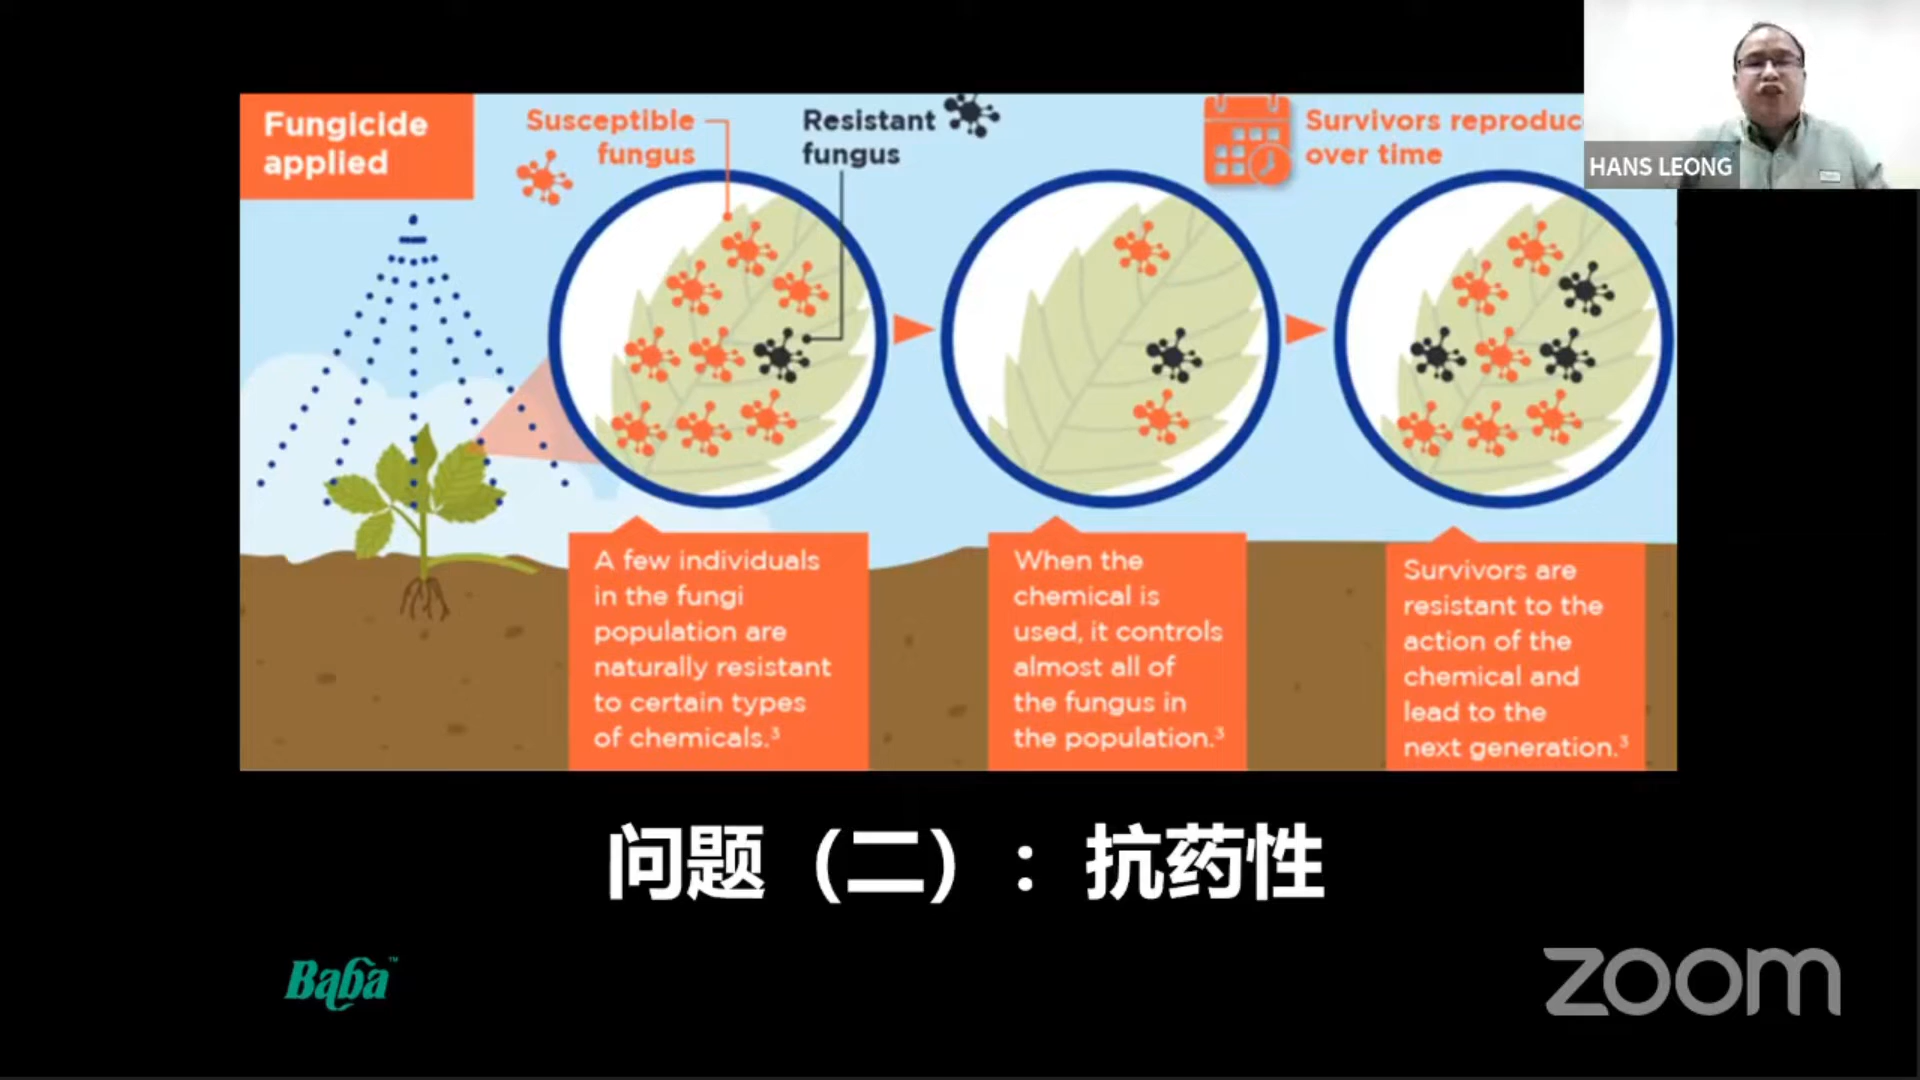 Fungicide
applied
Susceptible
fungus
Resistant
fungus
Survivors reproduc
over time
HANS LEONG
A few individuals
in the fungi
population are
naturally resistant
to certain types
of chemicals.³
When the
chemical is
used, it controls
almost all of
the fungus in
the population.³
Survivors are
resistant to the
action of the
chemical and
lead to the
next generation.³
问题（二）：抗药性
Baba™
zoom